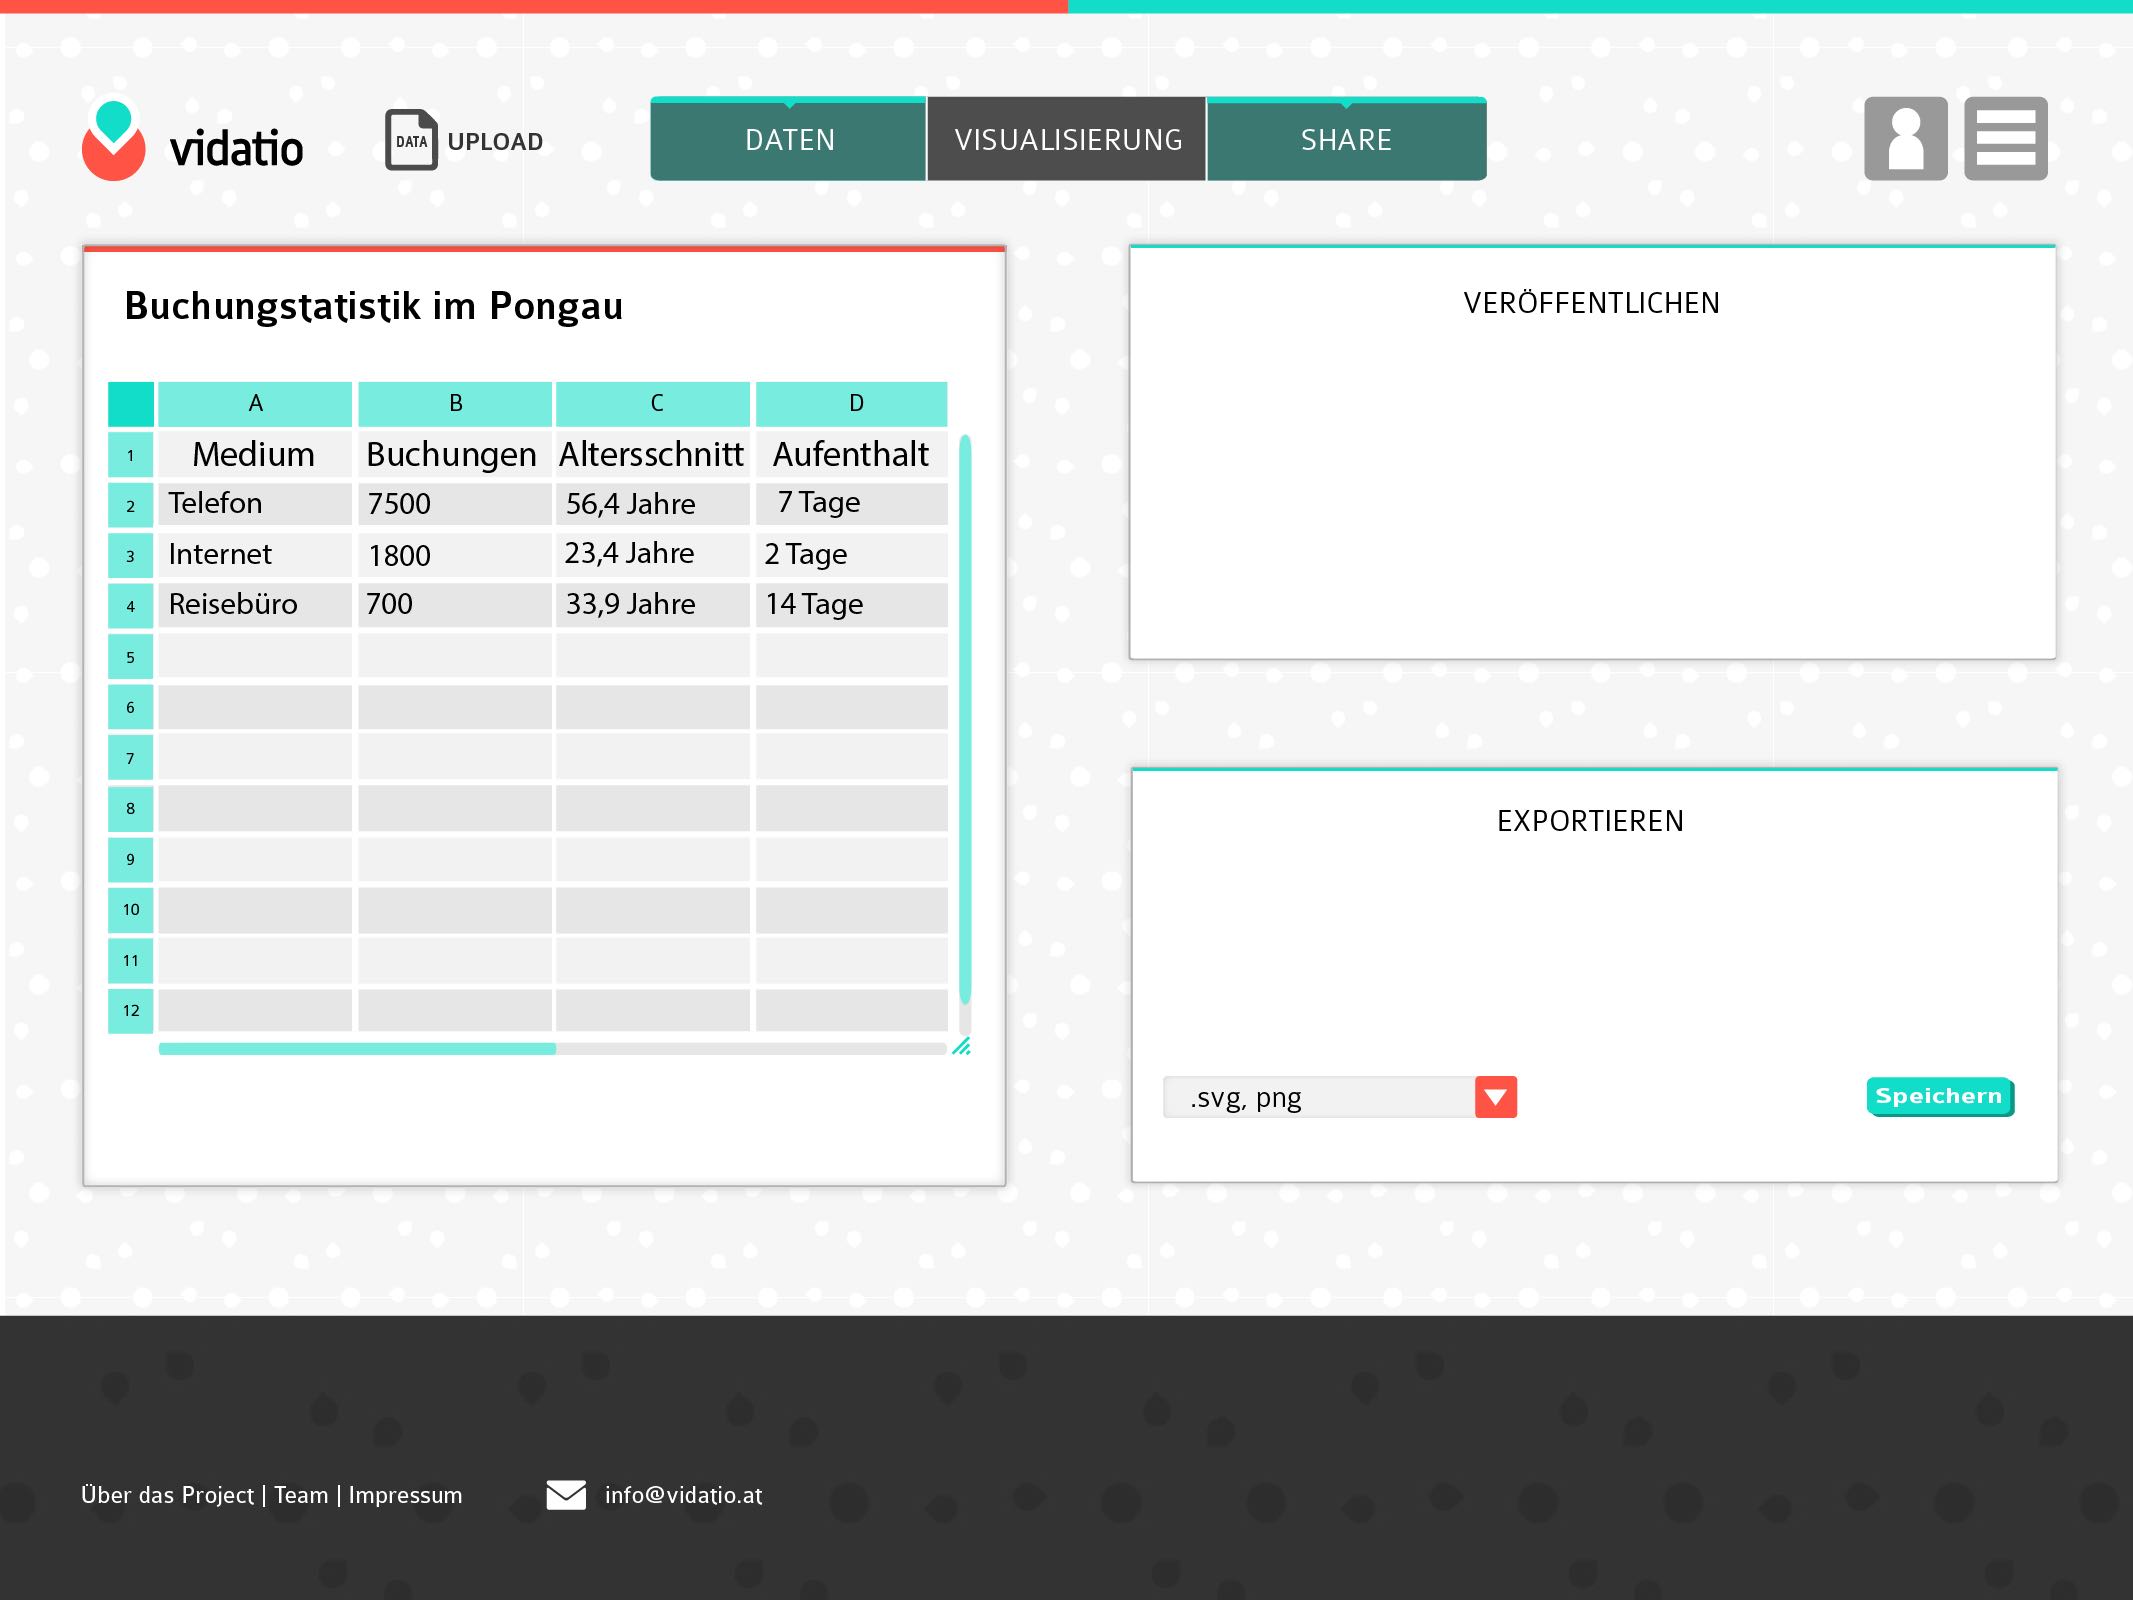 vidatio
DATA UPLOAD
DATEN
VISUALISIERUNG
SHARE
Buchungstatistik im Pongau
A B C D
1 Medium Buchungen Altersschnitt Aufenthalt
2 Telefon 7500 56,4 Jahre 7 Tage
3 Internet 1800 23,4 Jahre 2 Tage
4 Reisebüro 700 33,9 Jahre 14 Tage
5
6
7
8
9
10
11
12
VERÖFFENTLICHEN
EXPORTIEREN
.svg, png
Speichern
Über das Project | Team | Impressum
info@vidatio.at